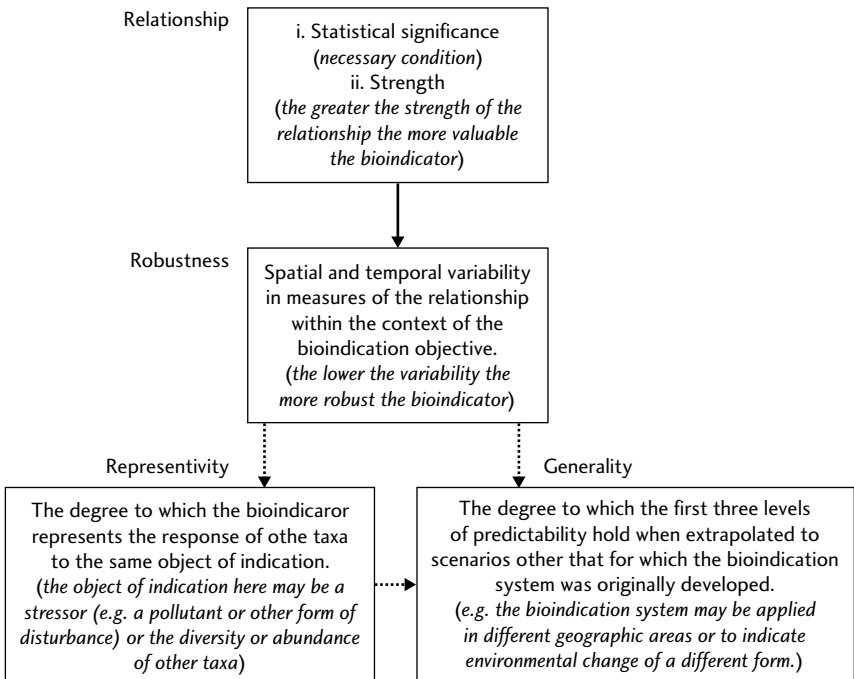 Relationship
i. Statistical significance
(necessary condition)
ii. Strength
(the greater the strength of the
relationship the more valuable
the bioindicator)
Robustness
Spatial and temporal variability
in measures of the relationship
within the context of the
bioindication objective.
(the lower the variability the
more robust the bioindicator)
Representivity
The degree to which the bioindicaror
represents the response of othe taxa
to the same object of indication.
(the object of indication here may be a
stressor (e.g. a pollutant or other form of
disturbance) or the diversity or abundance
of other taxa)
Generality
The degree to which the first three levels
of predictability hold when extrapolated to
scenarios other that for which the bioindication
system was originally developed.
(e.g. the bioindication system may be applied
in different geographic areas or to indicate
environmental change of a different form.)